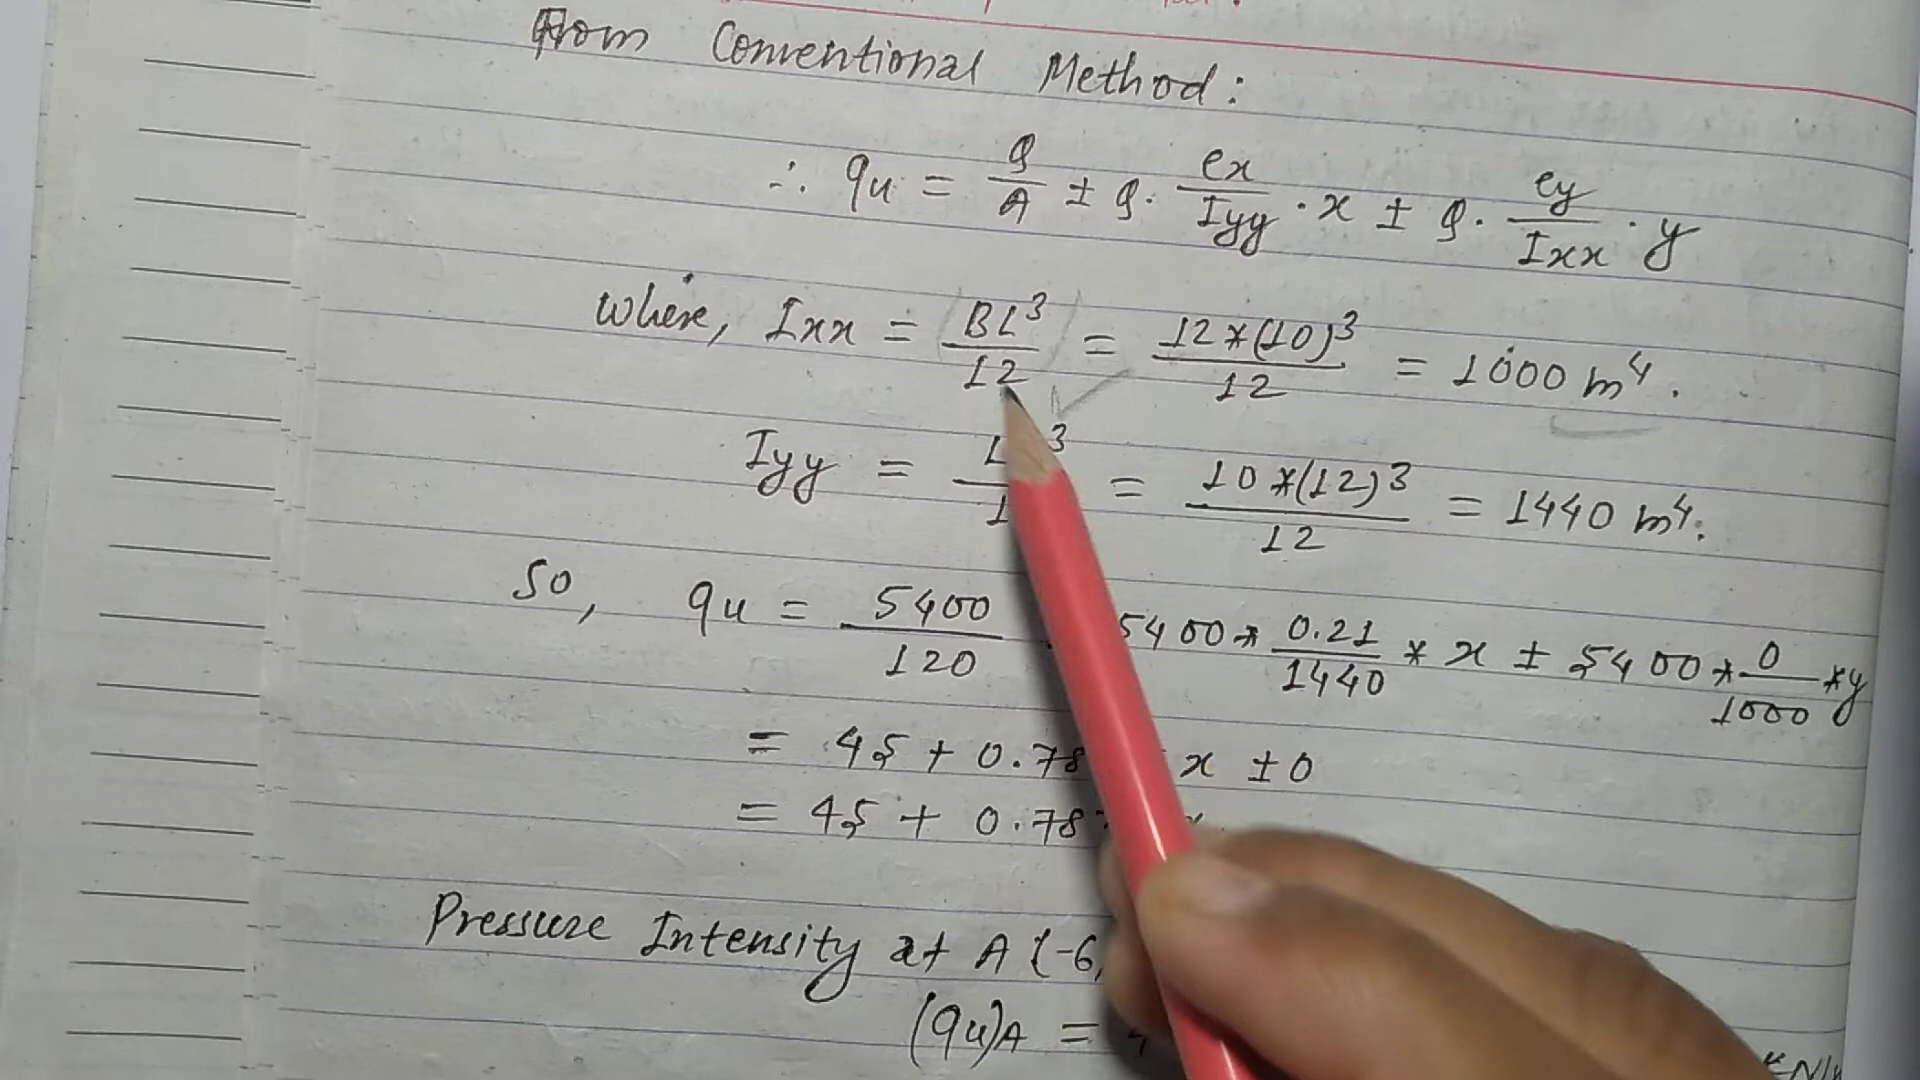 From Conventional Method:
∴ qu = Q/A ± Q. ex/Iyy . x ± Q. ey/Ixx . y
Where, Ixx = BL³/12 = 12*(10)³/12 = 1000 m⁴.
Iyy = = 10*(12)³/12 = 1440 m⁴.
So, qu = 5400/120 5400* 0.21/1440 * x ± 5400* 0/1000 *y
= 45 + 0.78 x ± 0
= 45 + 0.78
Pressure Intensity at A (-6,
(qu)A =